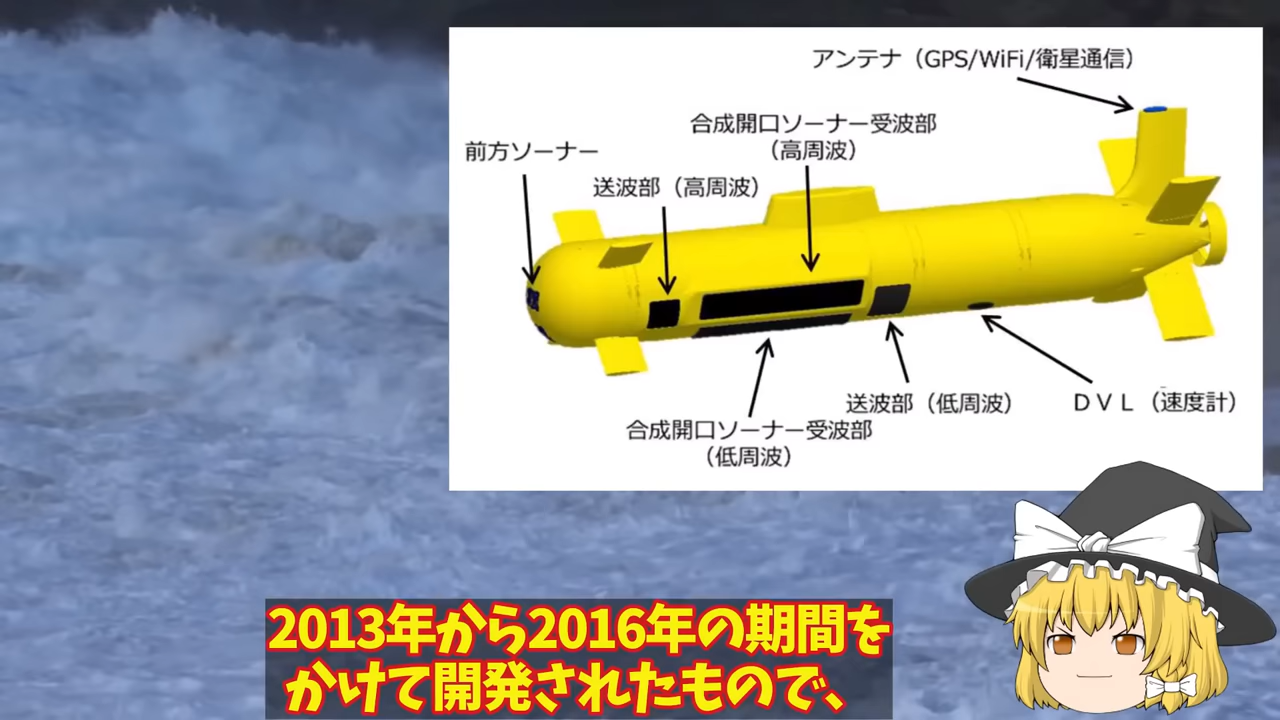 アンテナ（GPS/WiFi/衛星通信）
合成開口ソーナー受波部
（高周波）
前方ソーナー
送波部（高周波）
送波部（低周波）
ＤＶＬ（速度計）
合成開口ソーナー受波部
（低周波）
2013年から2016年の期間を
かけて開発されたもので、